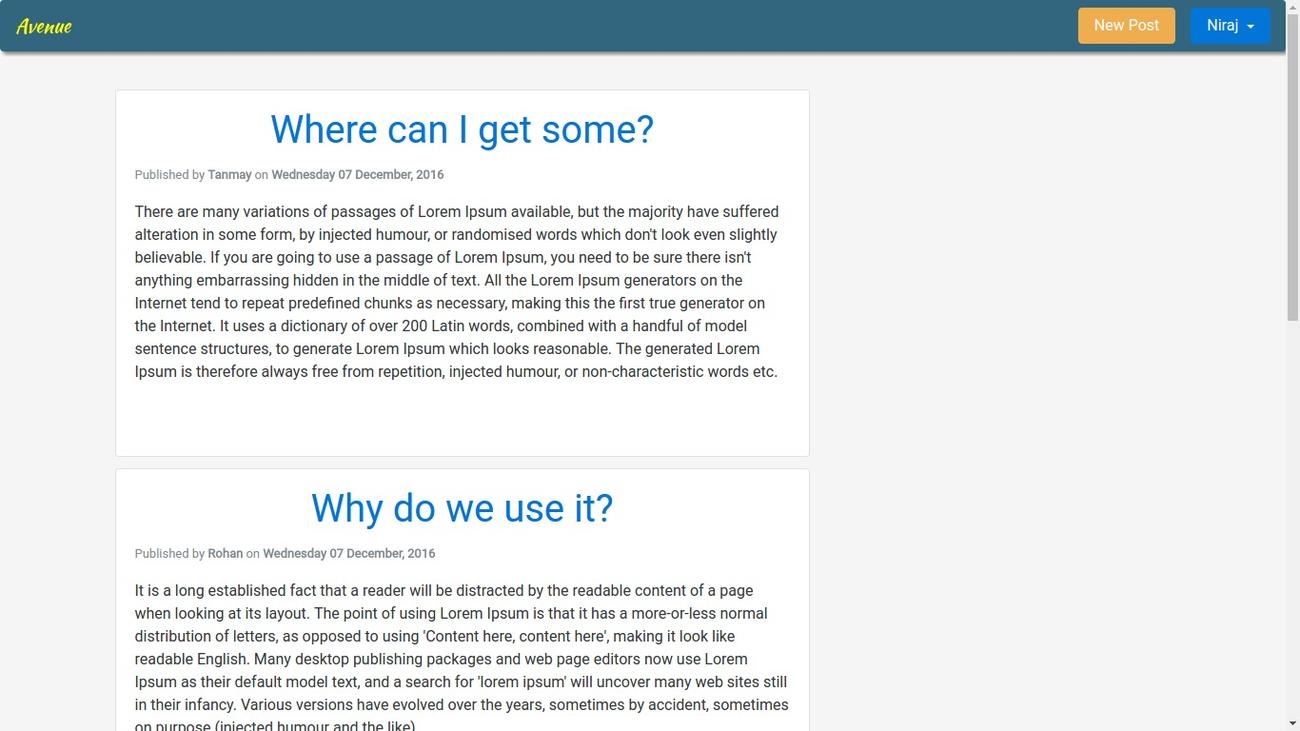 Avenue
New Post
Niraj
Where can I get some?
Published by Tanmay on Wednesday 07 December, 2016
There are many variations of passages of Lorem Ipsum available, but the majority have suffered
alteration in some form, by injected humour, or randomised words which don't look even slightly
believable. If you are going to use a passage of Lorem Ipsum, you need to be sure there isn't
anything embarrassing hidden in the middle of text. All the Lorem Ipsum generators on the
Internet tend to repeat predefined chunks as necessary, making this the first true generator on
the Internet. It uses a dictionary of over 200 Latin words, combined with a handful of model
sentence structures, to generate Lorem Ipsum which looks reasonable. The generated Lorem
Ipsum is therefore always free from repetition, injected humour, or non-characteristic words etc.
Why do we use it?
Published by Rohan on Wednesday 07 December, 2016
It is a long established fact that a reader will be distracted by the readable content of a page
when looking at its layout. The point of using Lorem Ipsum is that it has a more-or-less normal
distribution of letters, as opposed to using 'Content here, content here', making it look like
readable English. Many desktop publishing packages and web page editors now use Lorem
Ipsum as their default model text, and a search for 'lorem ipsum' will uncover many web sites still
in their infancy. Various versions have evolved over the years, sometimes by accident, sometimes
on purpose (injected humour and the like)